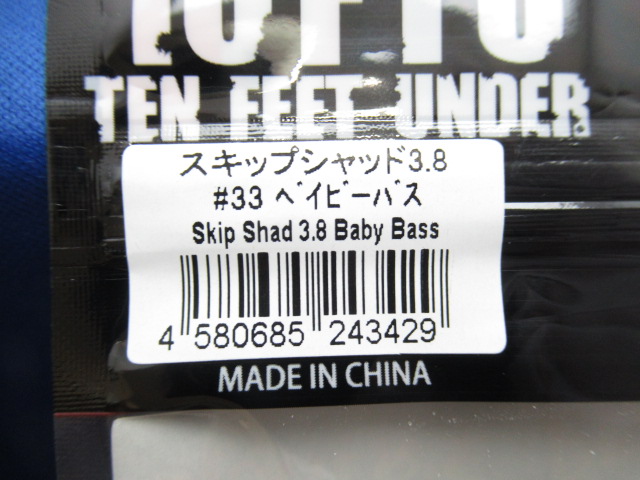 TEN FEET UNDER
スキップシャッド3.8
#33 ベイビーバス
Skip Shad 3.8 Baby Bass
4 580685 243429
MADE IN CHINA